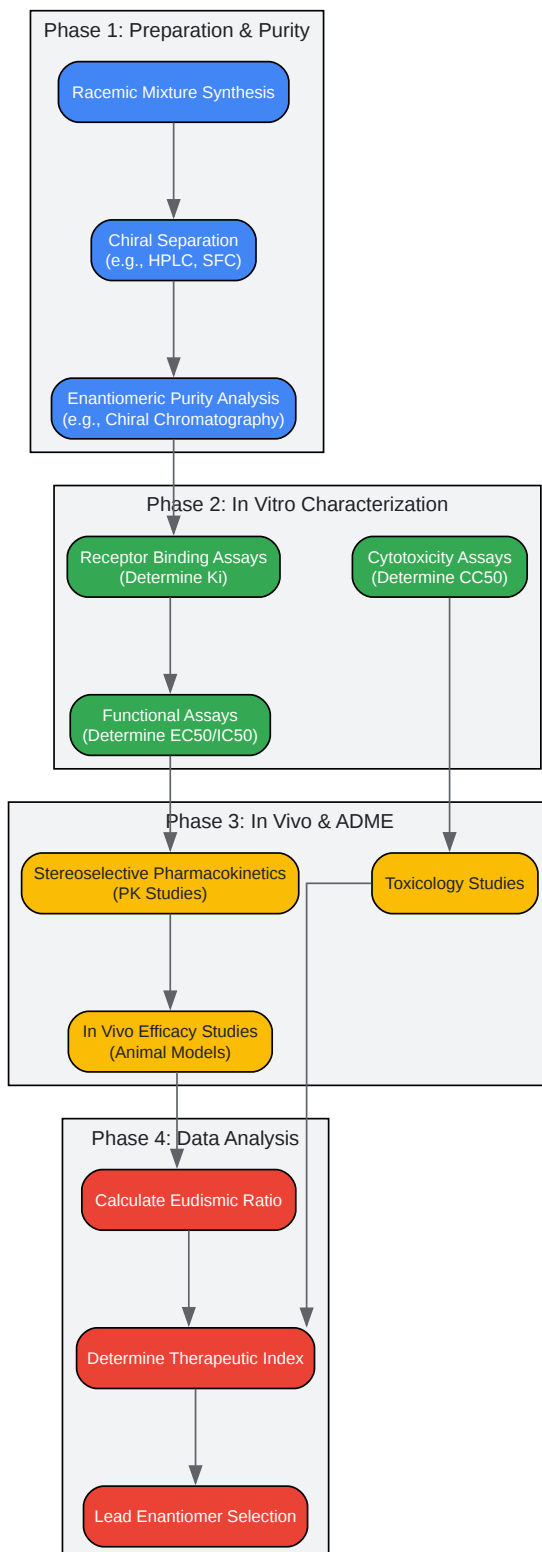 Phase 1: Preparation & Purity
Racemic Mixture Synthesis
Chiral Separation
(e.g., HPLC, SFC)
Enantiomeric Purity Analysis
(e.g., Chiral Chromatography)
Phase 2: In Vitro Characterization
Receptor Binding Assays
(Determine Ki)
Cytotoxicity Assays
(Determine CC50)
Functional Assays
(Determine EC50/IC50)
Phase 3: In Vivo & ADME
Stereoselective Pharmacokinetics
(PK Studies)
Toxicology Studies
In Vivo Efficacy Studies
(Animal Models)
Phase 4: Data Analysis
Calculate Eudismic Ratio
Determine Therapeutic Index
Lead Enantiomer Selection